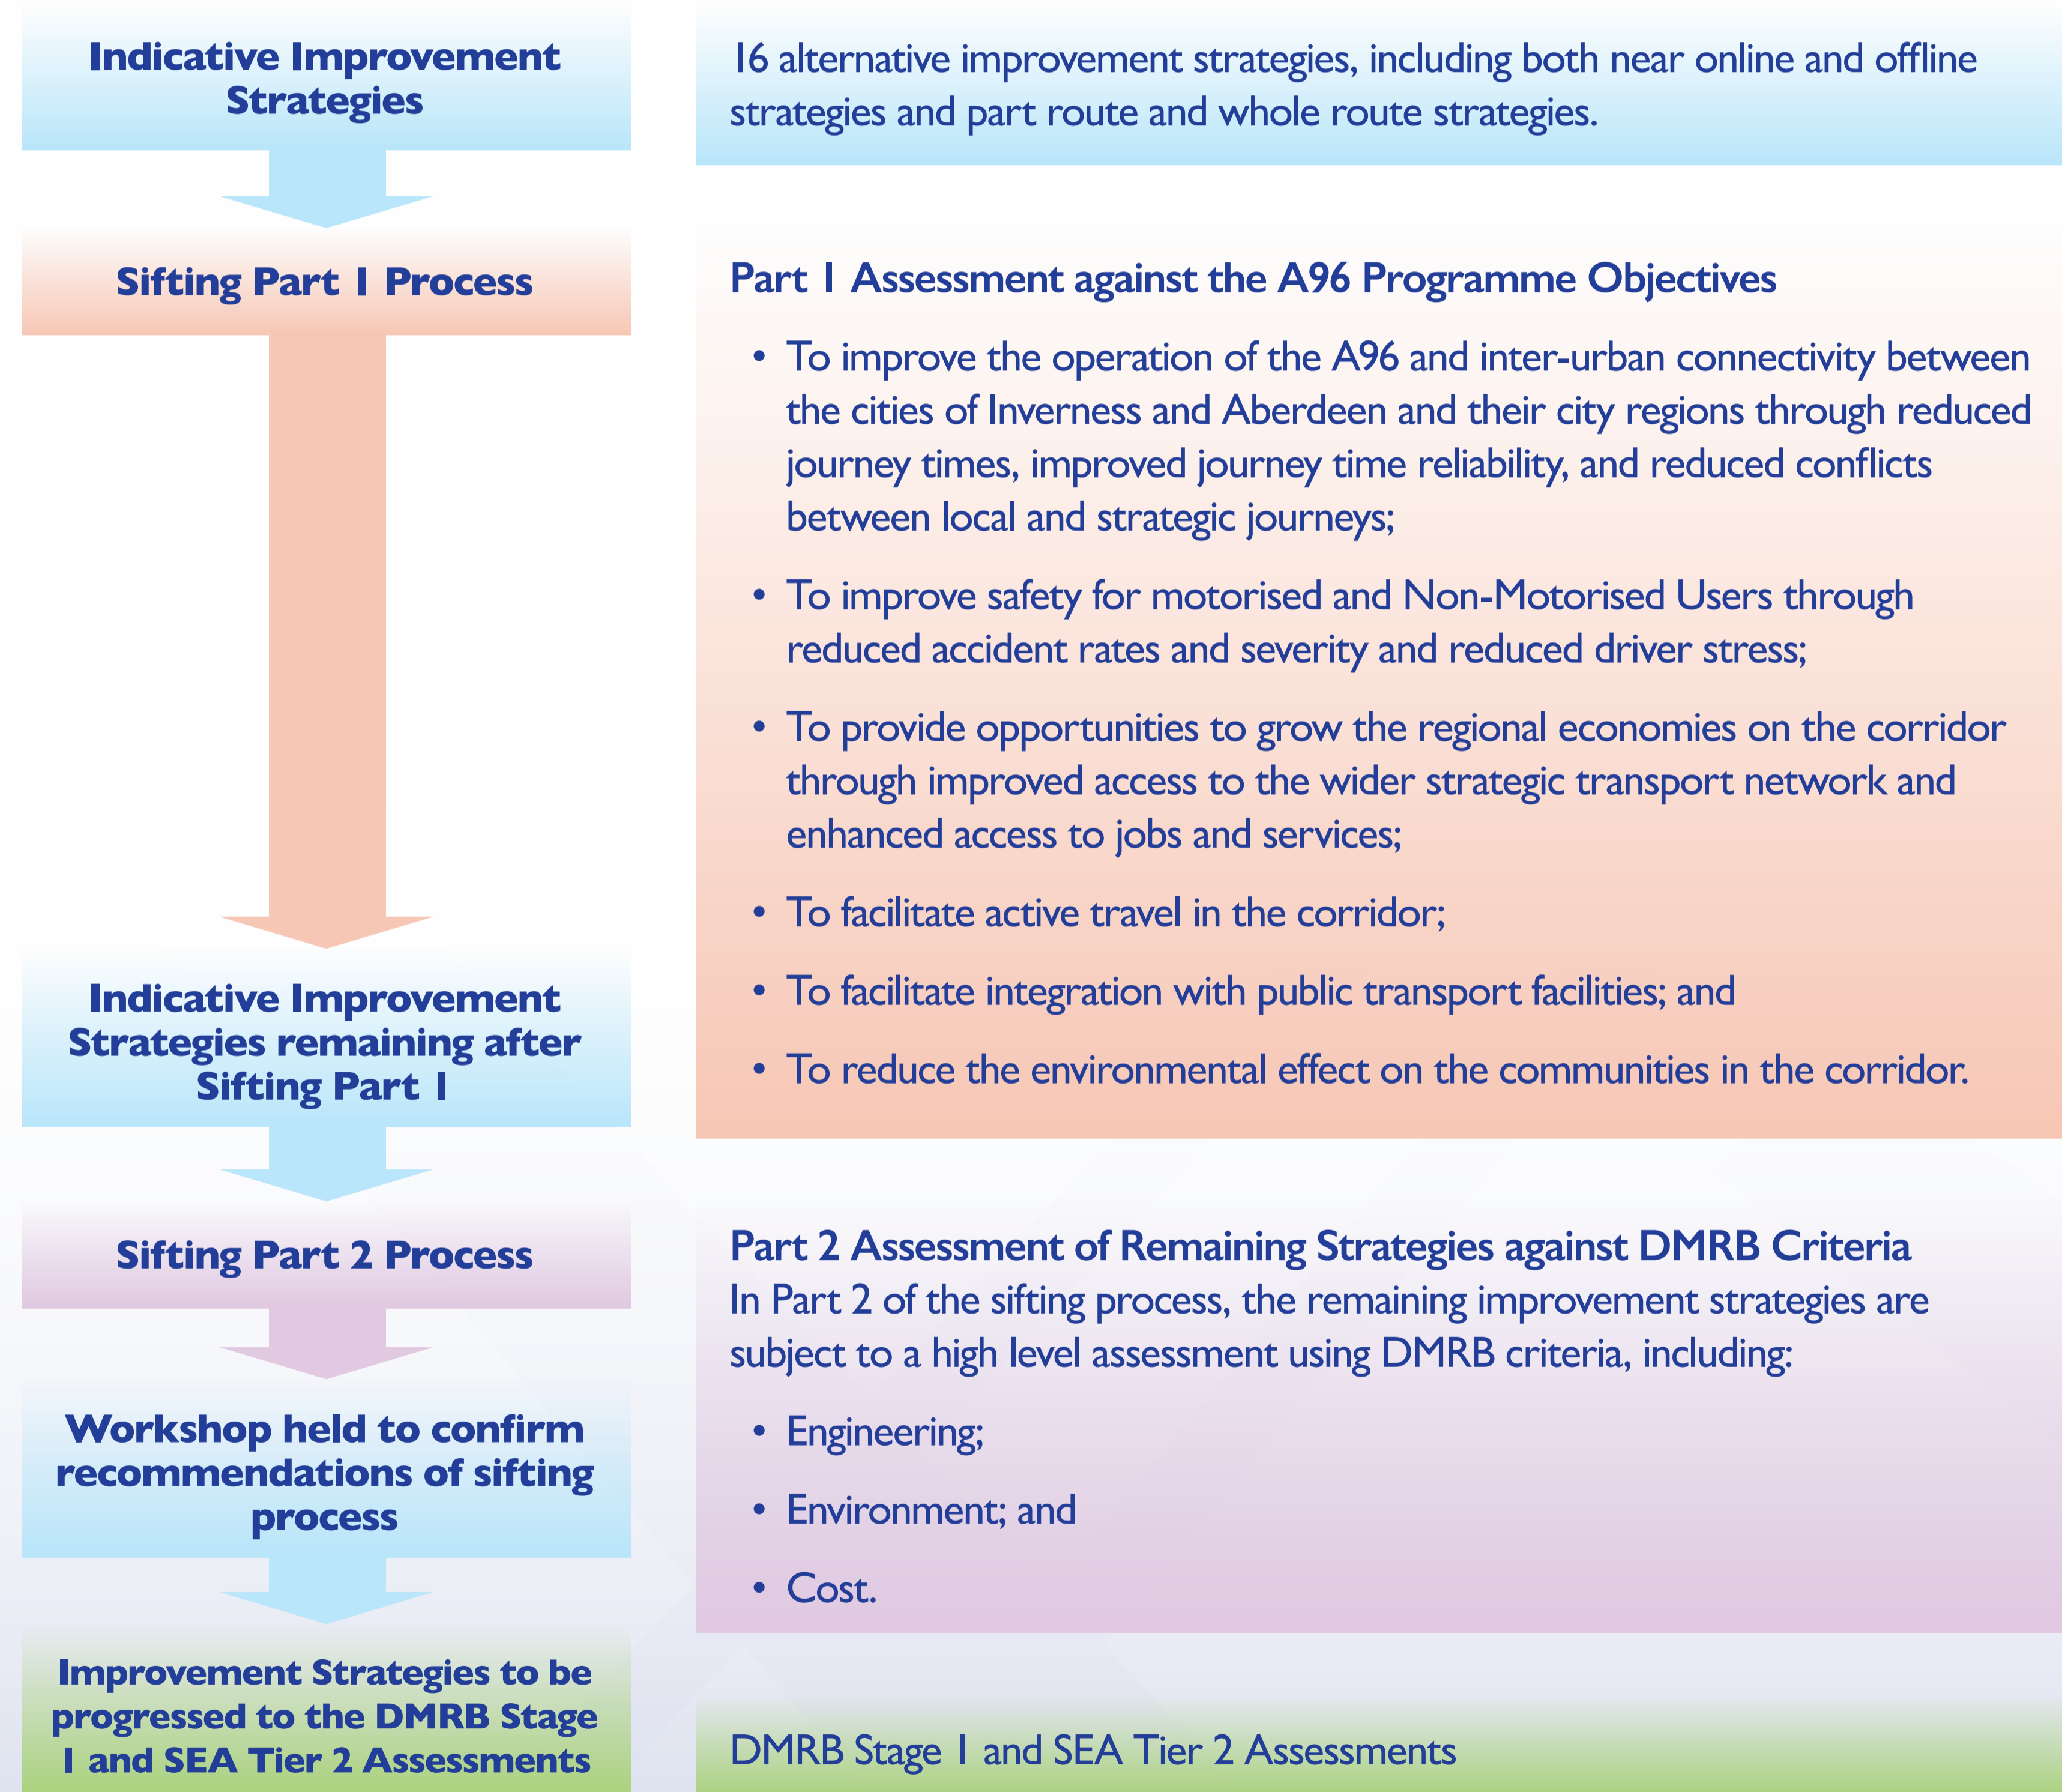 Indicative Improvement
Strategies
16 alternative improvement strategies, including both near online and offline
strategies and part route and whole route strategies.
Sifting Part 1 Process
Part 1 Assessment against the A96 Programme Objectives
• To improve the operation of the A96 and inter-urban connectivity between
the cities of Inverness and Aberdeen and their city regions through reduced
journey times, improved journey time reliability, and reduced conflicts
between local and strategic journeys;
• To improve safety for motorised and Non-Motorised Users through
reduced accident rates and severity and reduced driver stress;
• To provide opportunities to grow the regional economies on the corridor
through improved access to the wider strategic transport network and
enhanced access to jobs and services;
• To facilitate active travel in the corridor;
• To facilitate integration with public transport facilities; and
• To reduce the environmental effect on the communities in the corridor.
Indicative Improvement
Strategies remaining after
Sifting Part 1
Sifting Part 2 Process
Part 2 Assessment of Remaining Strategies against DMRB Criteria
In Part 2 of the sifting process, the remaining improvement strategies are
subject to a high level assessment using DMRB criteria, including:
• Engineering;
• Environment; and
• Cost.
Workshop held to confirm
recommendations of sifting
process
Improvement Strategies to be
progressed to the DMRB Stage
1 and SEA Tier 2 Assessments
DMRB Stage 1 and SEA Tier 2 Assessments